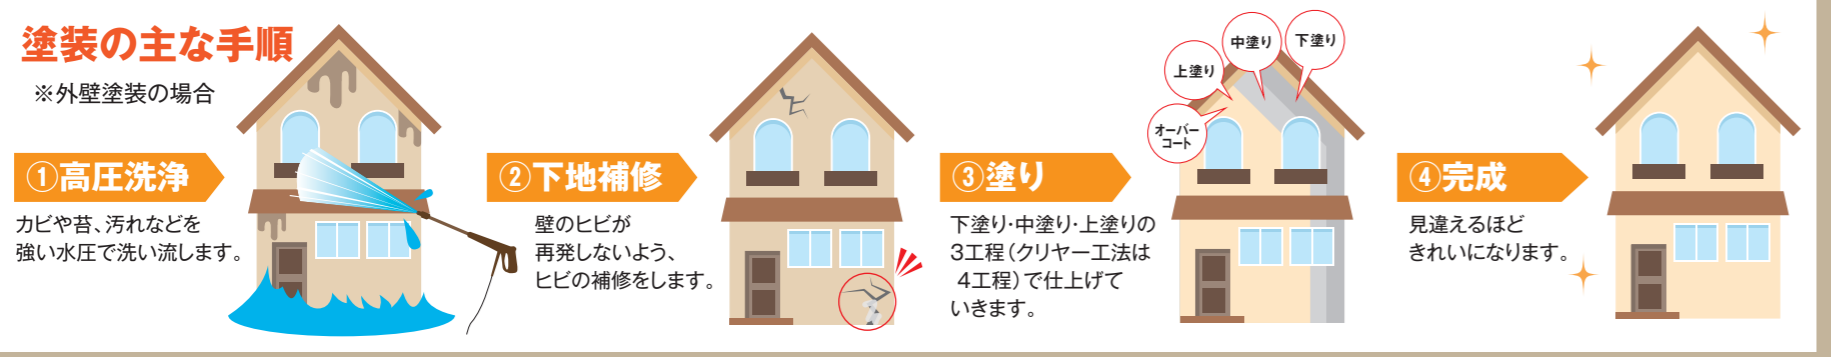 塗装の主な手順
※外壁塗装の場合
①高圧洗浄
カビや苔、汚れなどを
強い水圧で洗い流します。
②下地補修
壁のヒビが
再発しないよう、
ヒビの補修をします。
③塗り
下塗り・中塗り・上塗りの
3工程（クリヤー工法は
4工程）で仕上げて
いきます。
オーバー
コート
上塗り
中塗り
下塗り
④完成
見違えるほど
きれいになります。